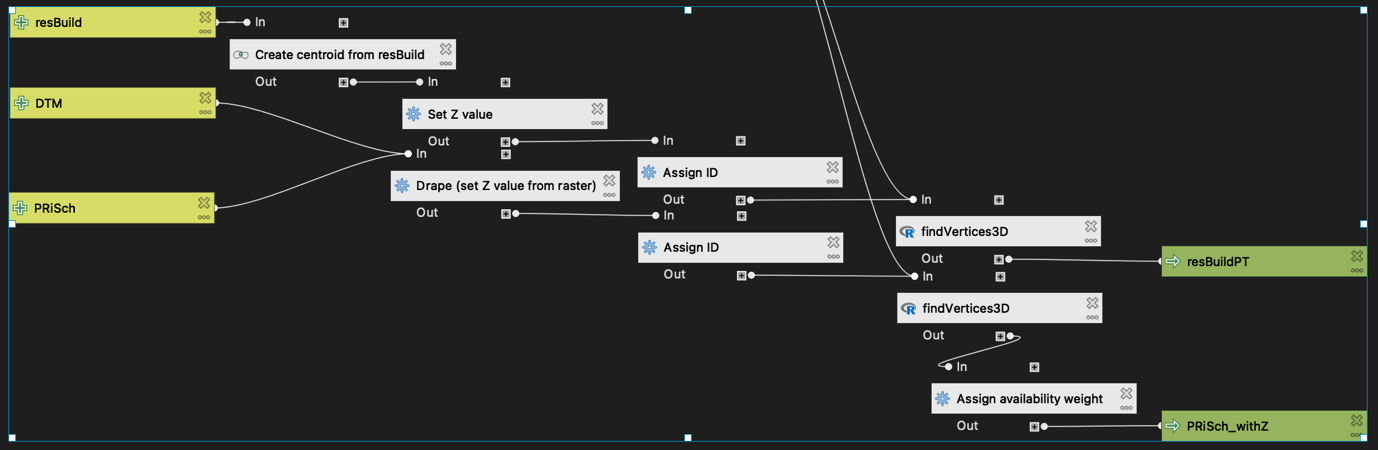 resBuild
In
Create centroid from resBuild
Out
In
DTM
Set Z value
Out
In
In
Drape (set Z value from raster)
Out
Assign ID
Out
In
PRiSch
Assign ID
Out
In
findVertices3D
Out
resBuildPT
In
findVertices3D
Out
In
Assign availability weight
Out
PRiSch_withZ